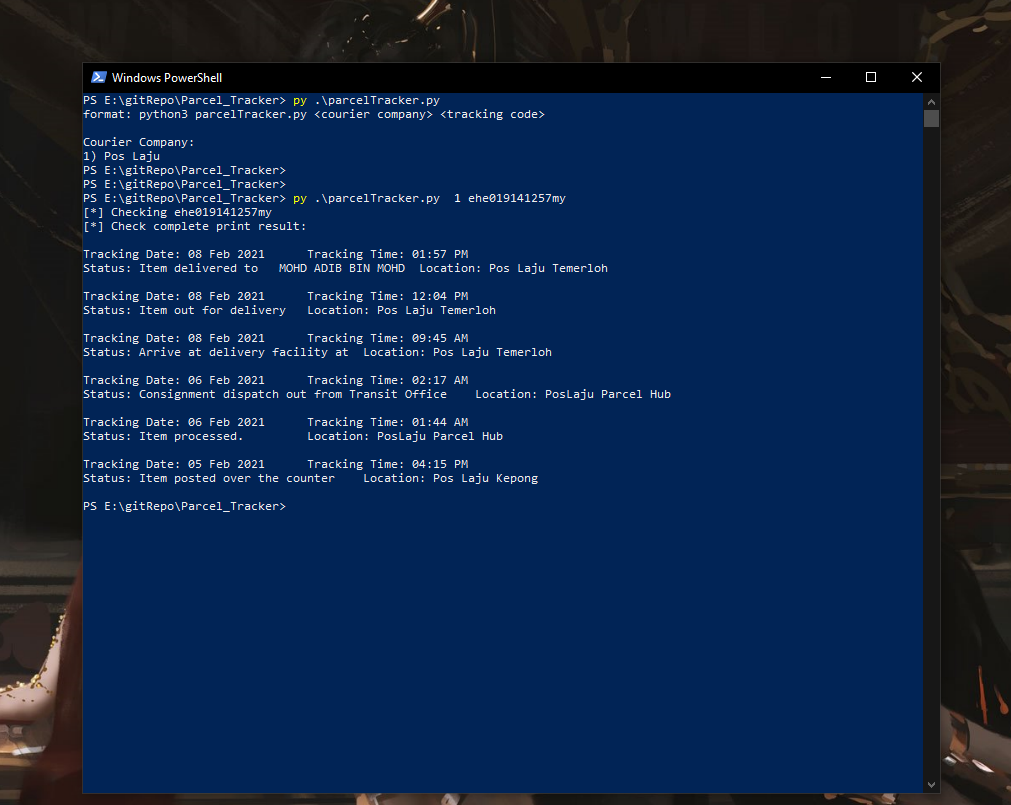 Windows PowerShell
PS E:\gitRepo\Parcel_Tracker> py .\parcelTracker.py
format: python3 parcelTracker.py <courier company> <tracking code>
Courier Company:
1) Pos Laju
PS E:\gitRepo\Parcel_Tracker>
PS E:\gitRepo\Parcel_Tracker>
PS E:\gitRepo\Parcel_Tracker> py .\parcelTracker.py  1 ehe019141257my
[*] Checking ehe019141257my
[*] Check complete print result:
Tracking Date: 08 Feb 2021      Tracking Time: 01:57 PM
Status: Item delivered to   MOHD ADIB BIN MOHD  Location: Pos Laju Temerloh
Tracking Date: 08 Feb 2021      Tracking Time: 12:04 PM
Status: Item out for delivery   Location: Pos Laju Temerloh
Tracking Date: 08 Feb 2021      Tracking Time: 09:45 AM
Status: Arrive at delivery facility at  Location: Pos Laju Temerloh
Tracking Date: 06 Feb 2021      Tracking Time: 02:17 AM
Status: Consignment dispatch out from Transit Office    Location: PosLaju Parcel Hub
Tracking Date: 06 Feb 2021      Tracking Time: 01:44 AM
Status: Item processed.         Location: PosLaju Parcel Hub
Tracking Date: 05 Feb 2021      Tracking Time: 04:15 PM
Status: Item posted over the counter    Location: Pos Laju Kepong
PS E:\gitRepo\Parcel_Tracker>